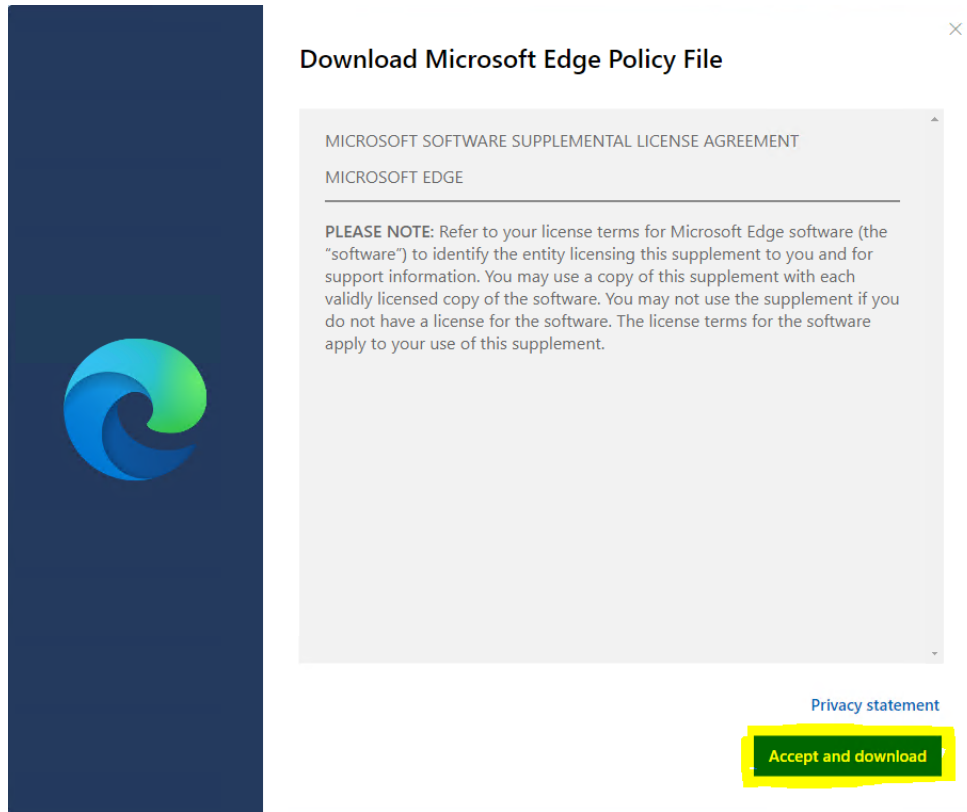 Download Microsoft Edge Policy File
MICROSOFT SOFTWARE SUPPLEMENTAL LICENSE AGREEMENT
MICROSOFT EDGE
PLEASE NOTE: Refer to your license terms for Microsoft Edge software (the
“software”) to identify the entity licensing this supplement to you and for
support information. You may use a copy of this supplement with each
validly licensed copy of the software. You may not use the supplement if you
do not have a license for the software. The license terms for the software
apply to your use of this supplement.
Privacy statement
Accept and download